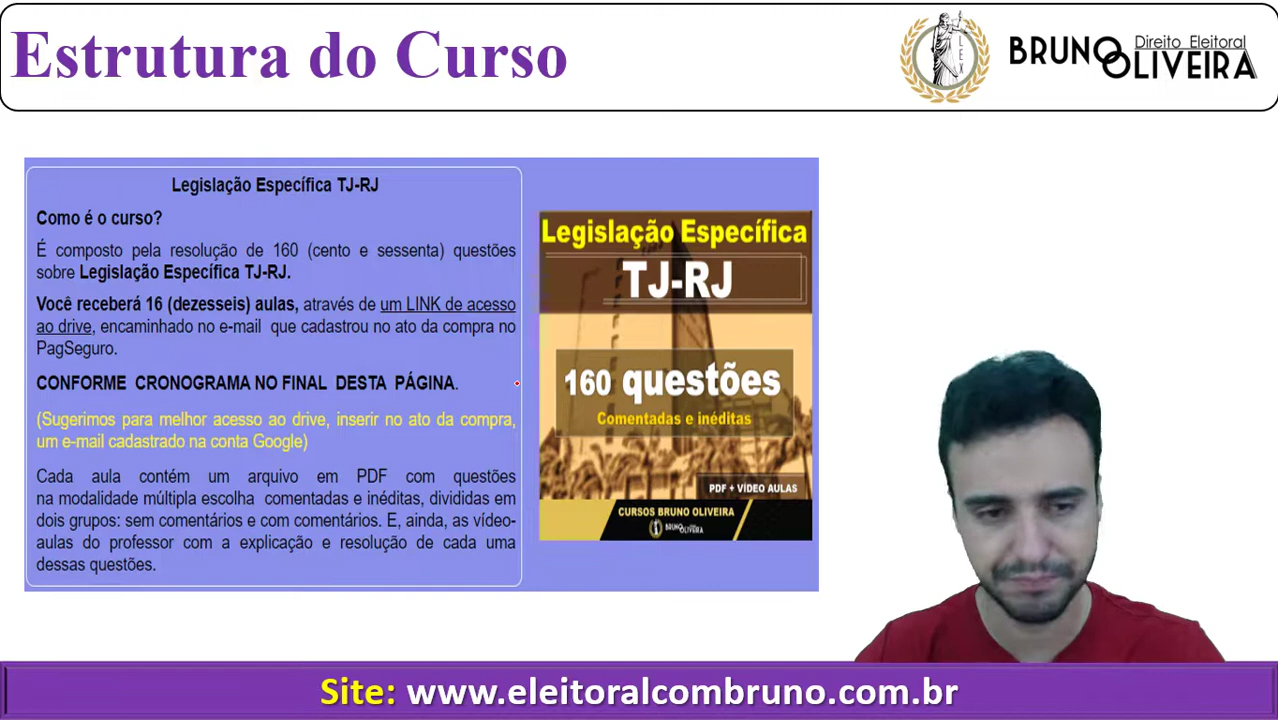 Estrutura do Curso
LEX
BRUNO
Direito Eleitoral
OLIVEIRA
Legislação Específica TJ-RJ
Como é o curso?
É composto pela resolução de 160 (cento e sessenta) questões
sobre Legislação Específica TJ-RJ.
Você receberá 16 (dezesseis) aulas, através de um LINK de acesso
ao drive, encaminhado no e-mail que cadastrou no ato da compra no
PagSeguro.
CONFORME CRONOGRAMA NO FINAL DESTA PÁGINA.
(Sugerimos para melhor acesso ao drive, inserir no ato da compra,
um e-mail cadastrado na conta Google)
Cada aula contém um arquivo em PDF com questões
na modalidade múltipla escolha comentadas e inéditas, divididas em
dois grupos: sem comentários e com comentários. E, ainda, as vídeo-
aulas do professor com a explicação e resolução de cada uma
dessas questões.
Legislação Específica
TJ-RJ
160 questões
Comentadas e inéditas
PDF + VÍDEO AULAS
CURSOS BRUNO OLIVEIRA
BRUNO OLIVEIRA
Site: www.eleitoralcombruno.com.br